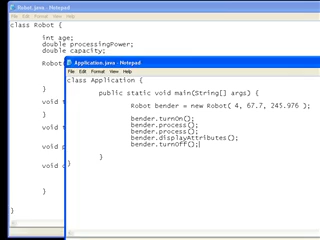 Robot.java - Notepad
File Edit Format View Help
class Robot {
int age;
double processingPower;
double capacity;
Robot(
}
void t
}
void t
void p
void d
}
}
Application.java - Notepad
File Edit Format View Help
class Application {
public static void main(String[] args) {
Robot bender = new Robot( 4, 67.7, 245.976 );
bender.turnOn();
bender.process();
bender.process();
bender.displayAttributes();
bender.turnOff();
}
}